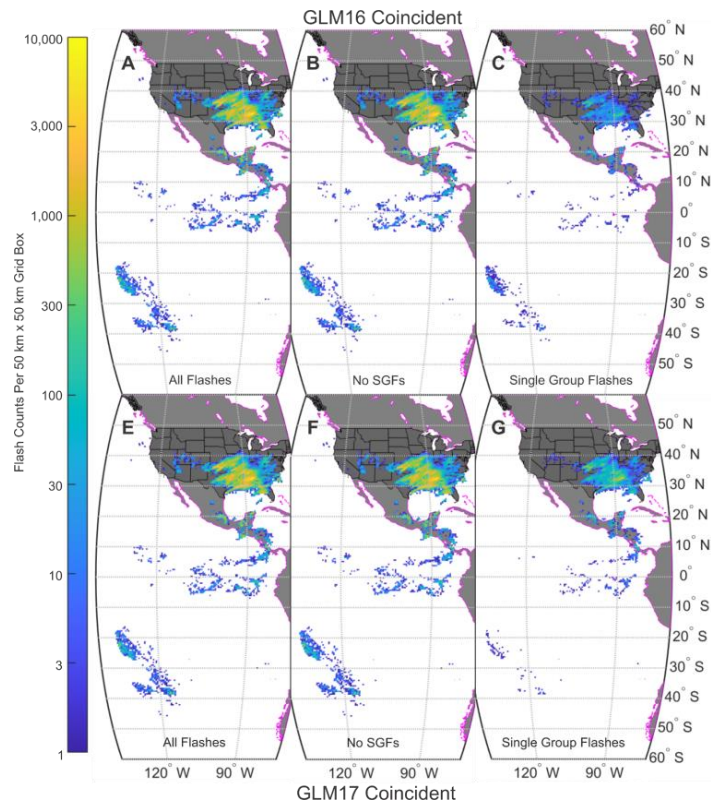 GLM16 Coincident
10,000
3,000
1,000
300
100
30
10
3
1
Flash Counts Per 50 km x 50 km Grid Box
A
B
C
60° N
50° N
40° N
30° N
20° N
10° N
0°
10° S
20° S
30° S
40° S
50° S
All Flashes
No SGFs
Single Group Flashes
E
F
G
50° N
40° N
30° N
20° N
10° N
0°
10° S
20° S
30° S
40° S
50° S
60° S
All Flashes
No SGFs
Single Group Flashes
120° W
90° W
120° W
90° W
120° W
90° W
GLM17 Coincident